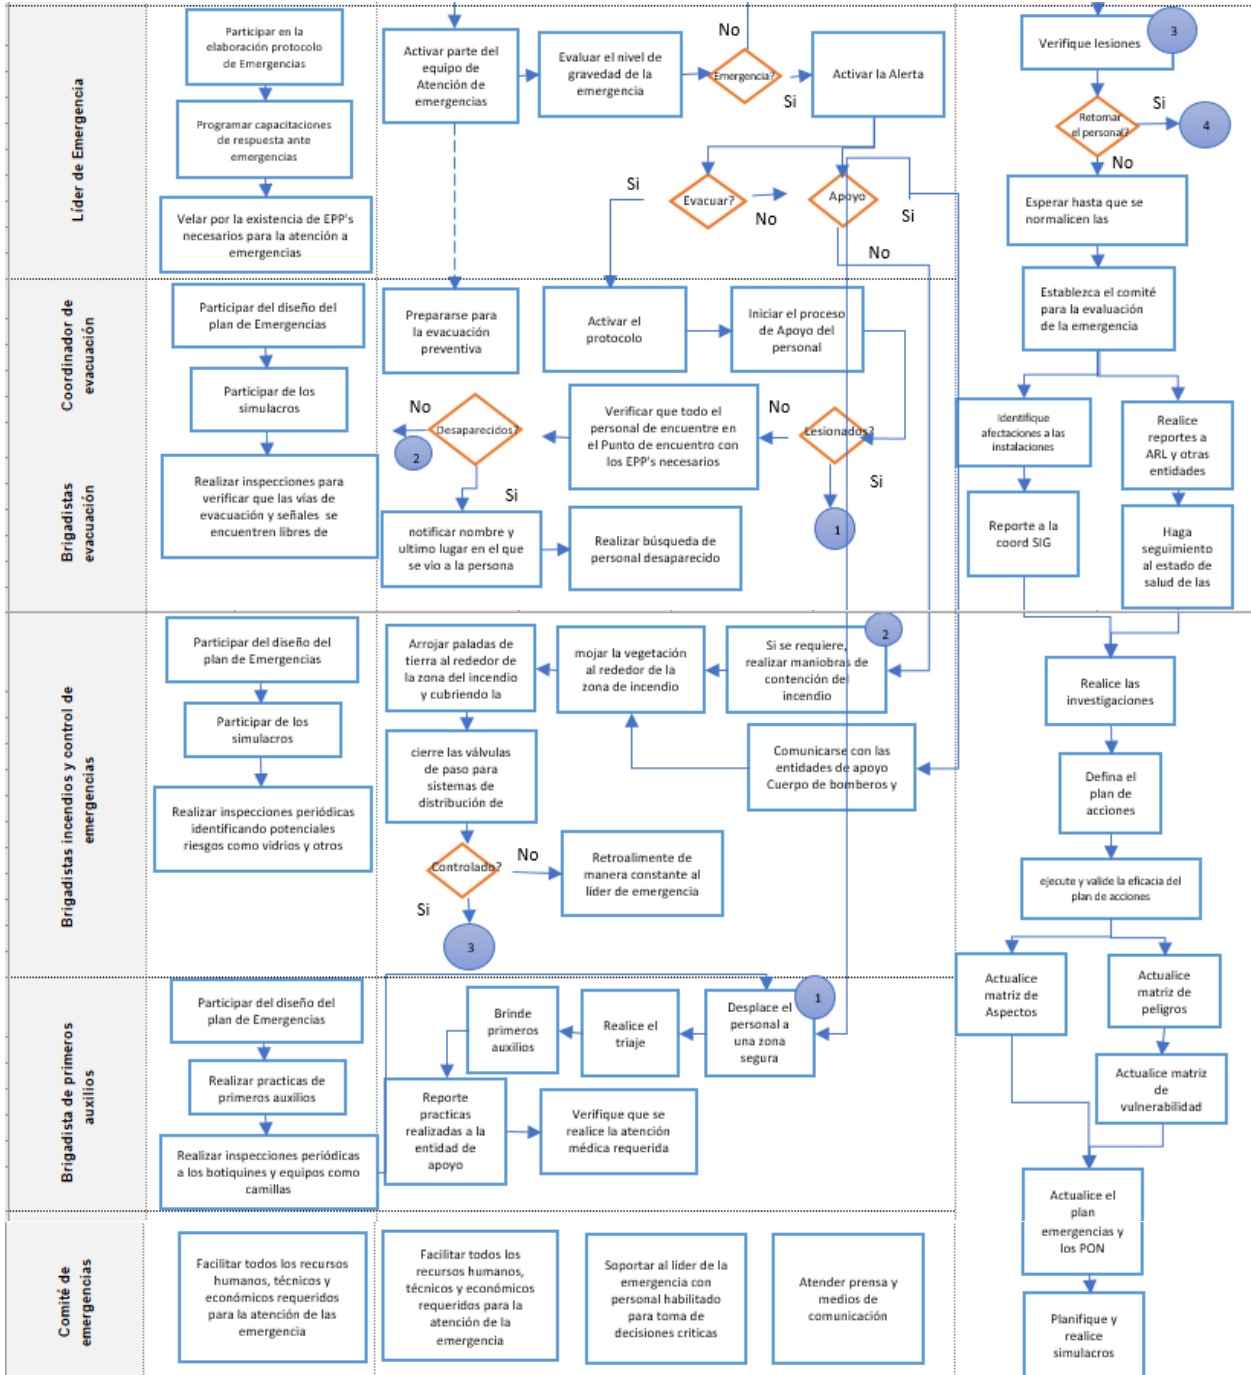 Líder de Emergencia
Participar en la
elaboración protocolo
de Emergencias
Programar capacitaciones
de respuesta ante
emergencias
Velar por la existencia de EPP's
necesarios para la atención a
emergencias
Activar parte del
equipo de
Atención de
emergencias
Evaluar el nivel de
gravedad de la
emergencia
No
Emergencia?
Si
Activar la Alerta
Si
Evacuar?
No
Apoyo
Si
No
Verifique lesiones
3
Retomar
el personal?
Si
4
No
Esperar hasta que se
normalicen las
Establezca el comité
para la evaluación
de la emergencia
Coordinador de
evacuación
Brigadistas
evacuación
Participar del diseño del
plan de Emergencias
Participar de los
simulacros
Realizar inspecciones para
verificar que las vías de
evacuación y señales se
encuentren libres de
Prepararse para
la evacuación
preventiva
Activar el
protocolo
Iniciar el proceso
de Apoyo del
personal
No
Desaparecidos?
2
Si
Verificar que todo el
personal de encuentre en
el Punto de encuentro con
los EPP's necesarios
No
Lesionados?
Si
1
notificar nombre y
ultimo lugar en el que
se vio a la persona
Realizar búsqueda de
personal desaparecido
Identifique
afectaciones a las
instalaciones
Realice
reportes a
ARL y otras
entidades
Reporte a la
coord SIG
Haga
seguimiento
al estado de
salud de las
Brigadistas incendios y control de
emergencias
Participar del diseño del
plan de Emergencias
Participar de los
simulacros
Realizar inspecciones periódicas
identificando potenciales
riesgos como vidrios y otros
Arrojar paladas de
tierra al rededor de
la zona del incendio
y cubriendo la
mojar la vegetación
al rededor de la
zona de incendio
Si se requiere,
realizar maniobras de
contención del
incendio
2
cierre las válvulas
de paso para
sistemas de
distribución de
Comunicarse con las
entidades de apoyo
Cuerpo de bomberos y
Controlado?
No
Si
3
Retroalimente de
manera constante al
líder de emergencia
Realice las
investigaciones
Defina el
plan de
acciones
ejecute y valide la eficacia del
plan de acciones
Actualice
matriz de
Aspectos
Actualice
matriz de
peligros
Brigadista de primeros
auxilios
Participar del diseño del
plan de Emergencias
Realizar practicas de
primeros auxilios
Realizar inspecciones periódicas
a los botiquines y equipos como
camillas
Brinde
primeros
auxilios
Realice el
triaje
Desplace el
personal a
una zona
segura
1
Reporte
practicas
realizadas a la
entidad de
apoyo
Verifique que se
realice la atención
médica requerida
Actualice matriz
de
vulnerabilidad
Actualice el
plan
emergencias y
los PON
Planifique y
realice
simulacros
Comité de
emergencias
Facilitar todos los recursos
humanos, técnicos y
económicos requeridos
para la atención de las
emergencia
Facilitar todos los
recursos humanos,
técnicos y económicos
requeridos para la
atención de la
emergencia
Soportar al líder de la
emergencia con
personal habilitado
para toma de
decisiones criticas
Atender prensa y
medios de
comunicación